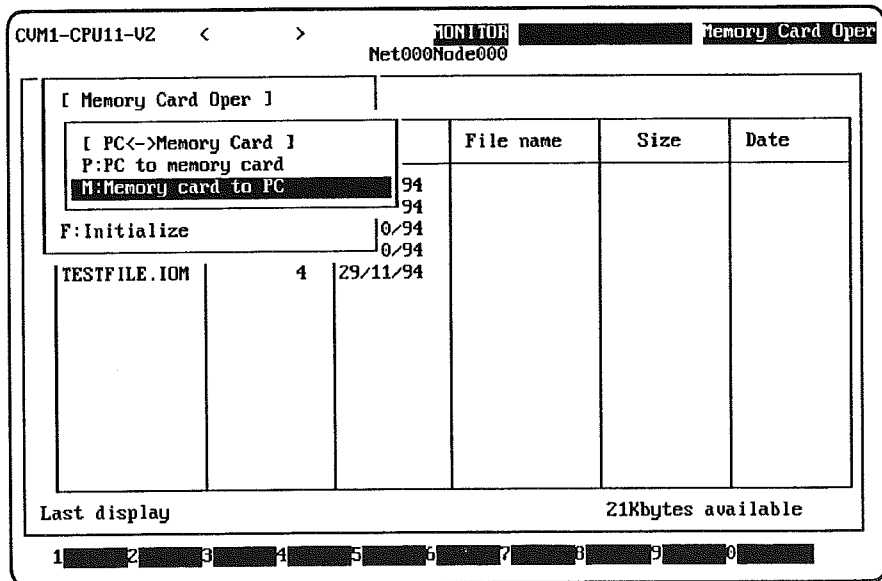 CVM1-CPU11-V2 < > MONITOR Memory Card Oper
Net000Node000
[ Memory Card Oper ]
[ PC<->Memory Card ] File name Size Date
P:PC to memory card
M:Memory card to PC 94
94
F:Initialize 0/94
0/94
TESTFILE.IOM 4 29/11/94
Last display 21Kbytes available
1 2 3 4 5 6 7 8 9 0